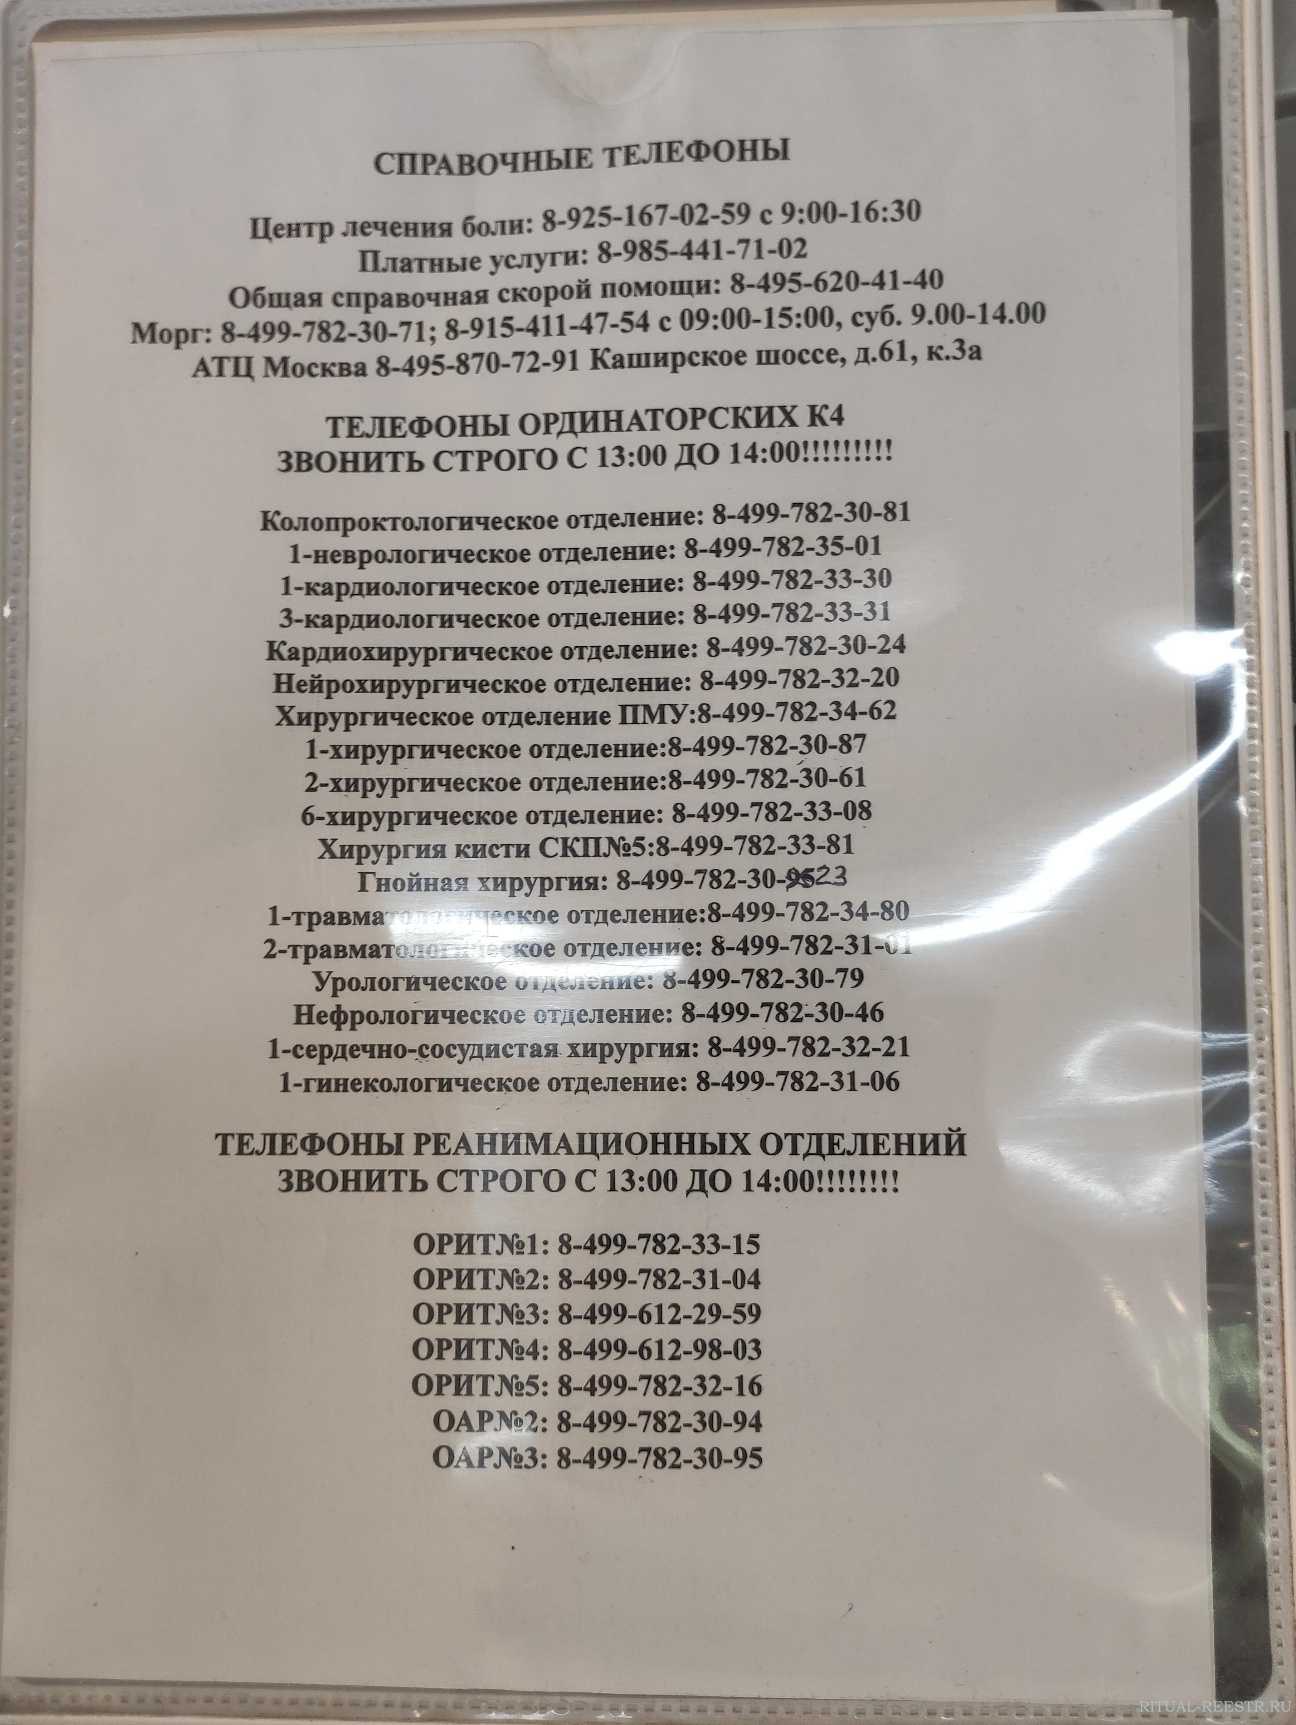 СПРАВОЧНЫЕ ТЕЛЕФОНЫ
Центр лечения боли: 8-925-167-02-59 с 9:00-16:30
Платные услуги: 8-985-441-71-02
Общая справочная скорой помощи: 8-495-620-41-40
Морг: 8-499-782-30-71; 8-915-411-47-54 с 09:00-15:00, суб. 9.00-14.00
АТЦ Москва 8-495-870-72-91 Каширское шоссе, д.61, к.3а
ТЕЛЕФОНЫ ОРДИНАТОРСКИХ К4
ЗВОНИТЬ СТРОГО С 13:00 ДО 14:00!!!!!!!!!
Колопроктологическое отделение: 8-499-782-30-81
1-неврологическое отделение: 8-499-782-35-01
1-кардиологическое отделение: 8-499-782-33-30
3-кардиологическое отделение: 8-499-782-33-31
Кардиохирургическое отделение: 8-499-782-30-24
Нейрохирургическое отделение: 8-499-782-32-20
Хирургическое отделение ПМУ:8-499-782-34-62
1-хирургическое отделение:8-499-782-30-87
2-хирургическое отделение:8-499-782-30-61
6-хирургическое отделение: 8-499-782-33-08
Хирургия кисти СКП№5:8-499-782-33-81
Гнойная хирургия: 8-499-782-30-9523
1-травматологическое отделение:8-499-782-34-80
2-травматологическое отделение: 8-499-782-31-01
Урологическое отделение: 8-499-782-30-79
Нефрологическое отделение: 8-499-782-30-46
1-сердечно-сосудистая хирургия: 8-499-782-32-21
1-гинекологическое отделение: 8-499-782-31-06
ТЕЛЕФОНЫ РЕАНИМАЦИОННЫХ ОТДЕЛЕНИЙ
ЗВОНИТЬ СТРОГО С 13:00 ДО 14:00!!!!!!!!
ОРИТ№1: 8-499-782-33-15
ОРИТ№2: 8-499-782-31-04
ОРИТ№3: 8-499-612-29-59
ОРИТ№4: 8-499-612-98-03
ОРИТ№5: 8-499-782-32-16
ОАР№2: 8-499-782-30-94
ОАР№3: 8-499-782-30-95
RITUAL-REESTR.RU